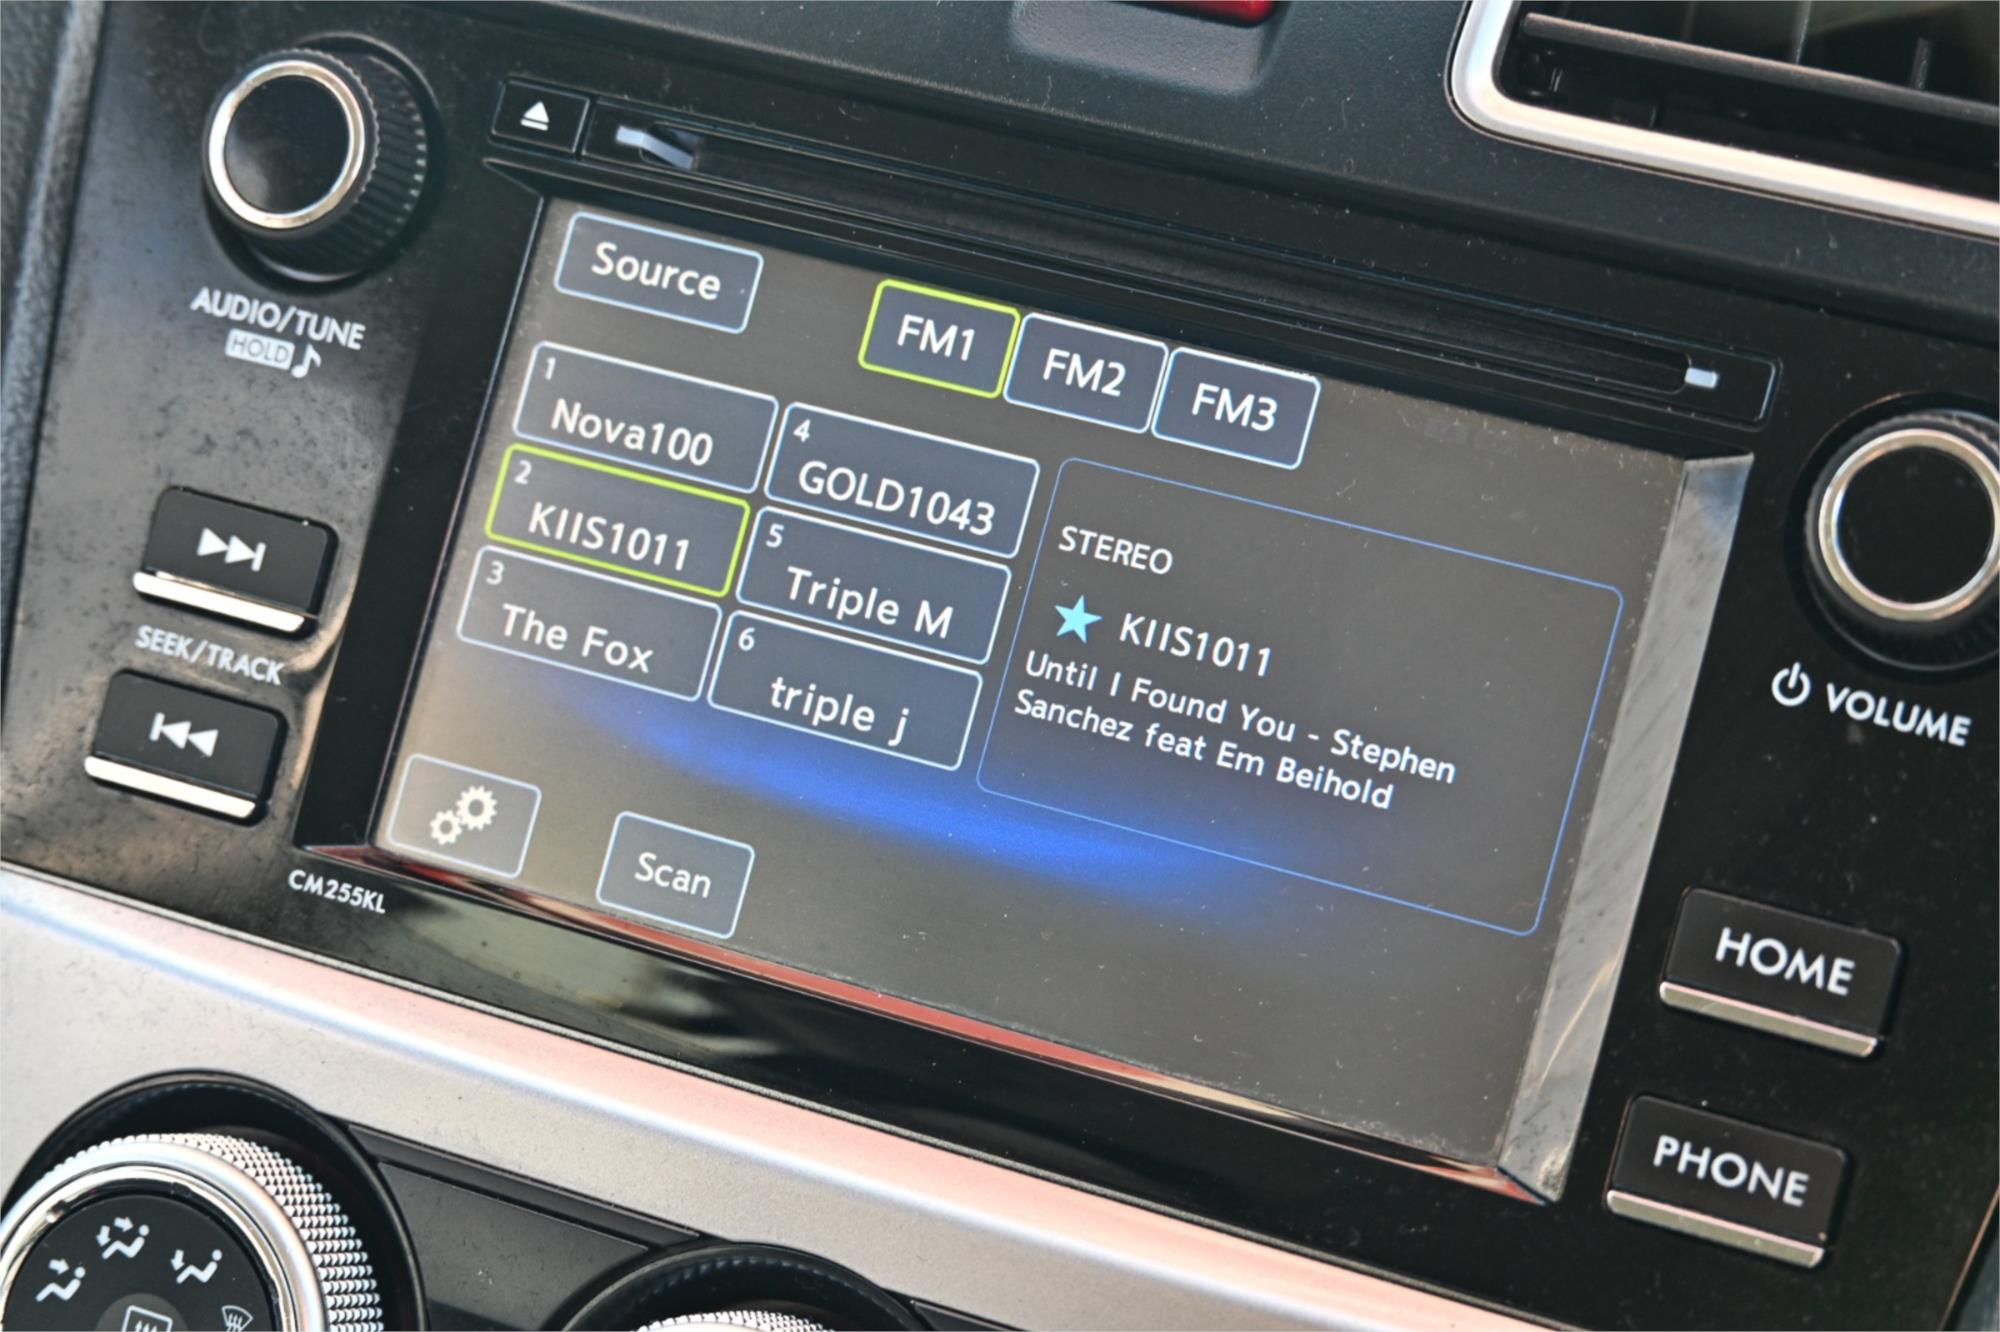 AUDIO/TUNE
HOLD
SEEK/TRACK
CM255KL
Source
FM1
FM2
FM3
1
Nova100
2
KIIS1011
3
The Fox
4
GOLD1043
5
Triple M
6
triple j
STEREO
KIIS1011
Until I Found You - Stephen
Sanchez feat Em Beihold
Scan
VOLUME
HOME
PHONE